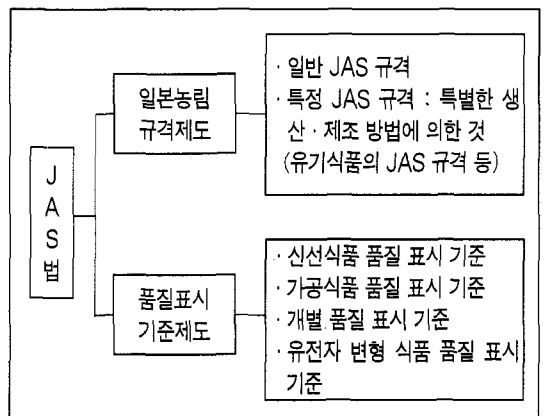 JAS법
일본농림
규격제도
· 일반 JAS 규격
· 특정 JAS 규격 : 특별한 생
산 · 제조 방법에 의한 것
(유기식품의 JAS 규격 등)
품질표시
기준제도
· 신선식품 품질 표시 기준
· 가공식품 품질 표시 기준
· 개별 품질 표시 기준
· 유전자 변형 식품 품질 표시
기준